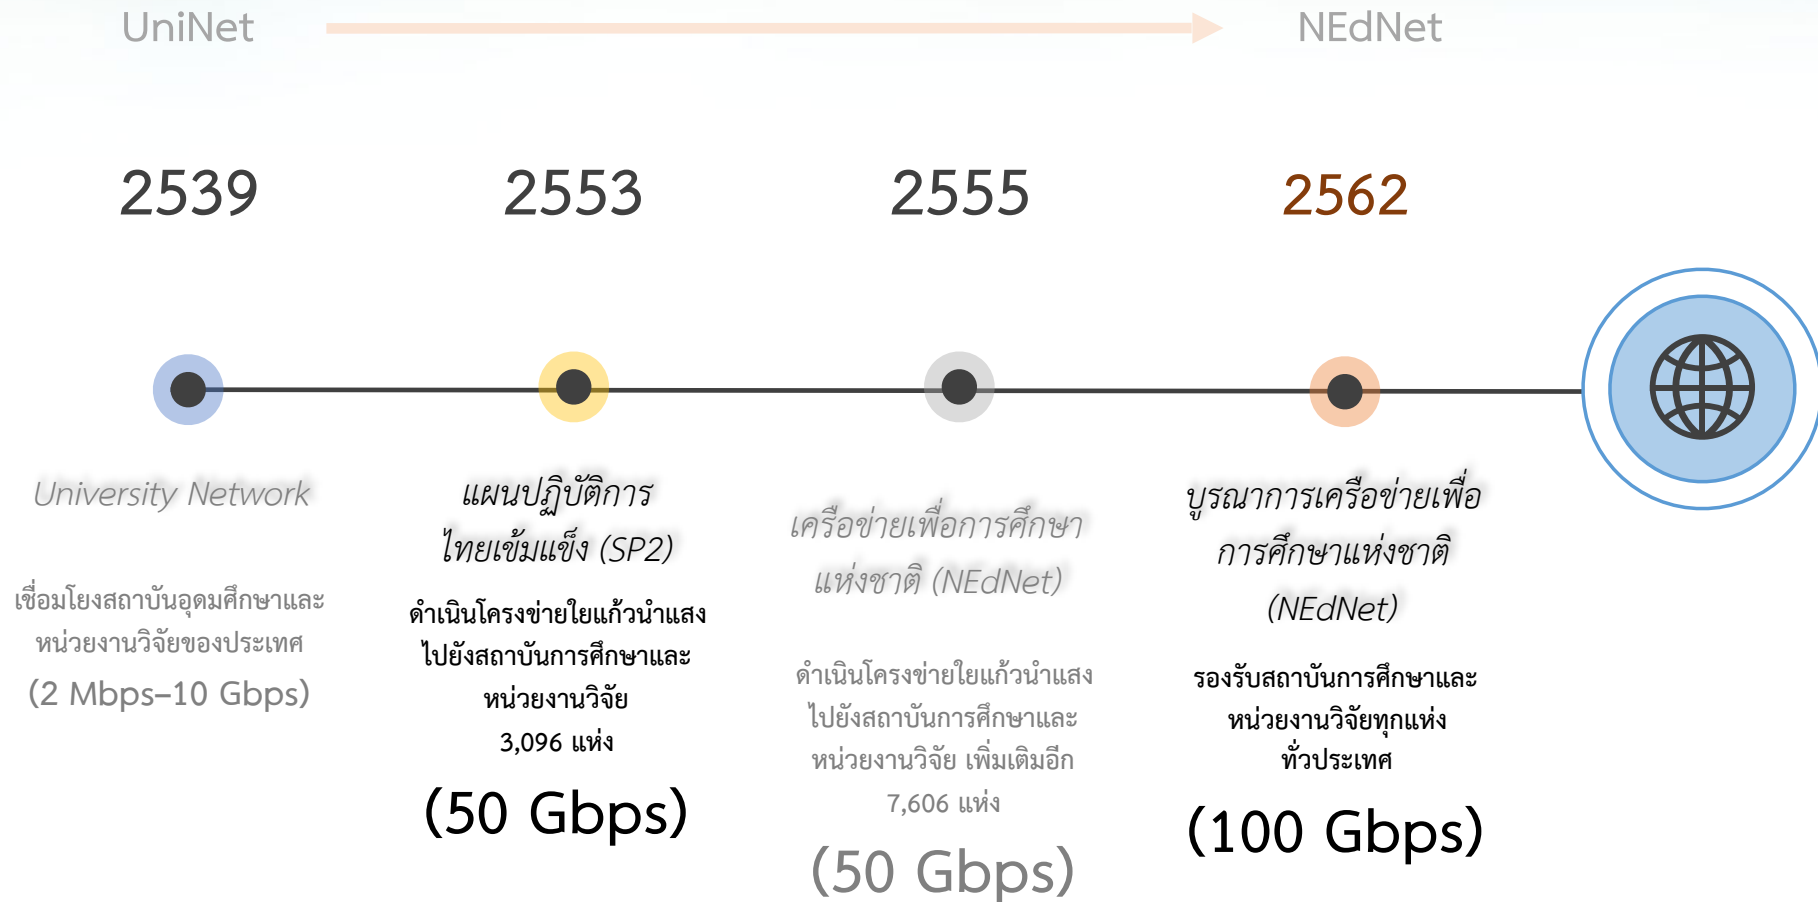 UniNet
NEdNet
2539
2553
2555
2562
University Network
เชื่อมโยงสถาบันอุดมศึกษาและ
หน่วยงานวิจัยของประเทศ
(2 Mbps–10 Gbps)
แผนปฏิบัติการ
ไทยเข้มแข็ง (SP2)
ดำเนินโครงข่ายใยแก้วนำแสง
ไปยังสถาบันการศึกษาและ
หน่วยงานวิจัย
3,096 แห่ง
(50 Gbps)
เครือข่ายเพื่อการศึกษา
แห่งชาติ (NEdNet)
ดำเนินโครงข่ายใยแก้วนำแสง
ไปยังสถาบันการศึกษาและ
หน่วยงานวิจัย เพิ่มเติมอีก
7,606 แห่ง
(50 Gbps)
บูรณาการเครือข่ายเพื่อ
การศึกษาแห่งชาติ
(NEdNet)
รองรับสถาบันการศึกษาและ
หน่วยงานวิจัยทุกแห่ง
ทั่วประเทศ
(100 Gbps)